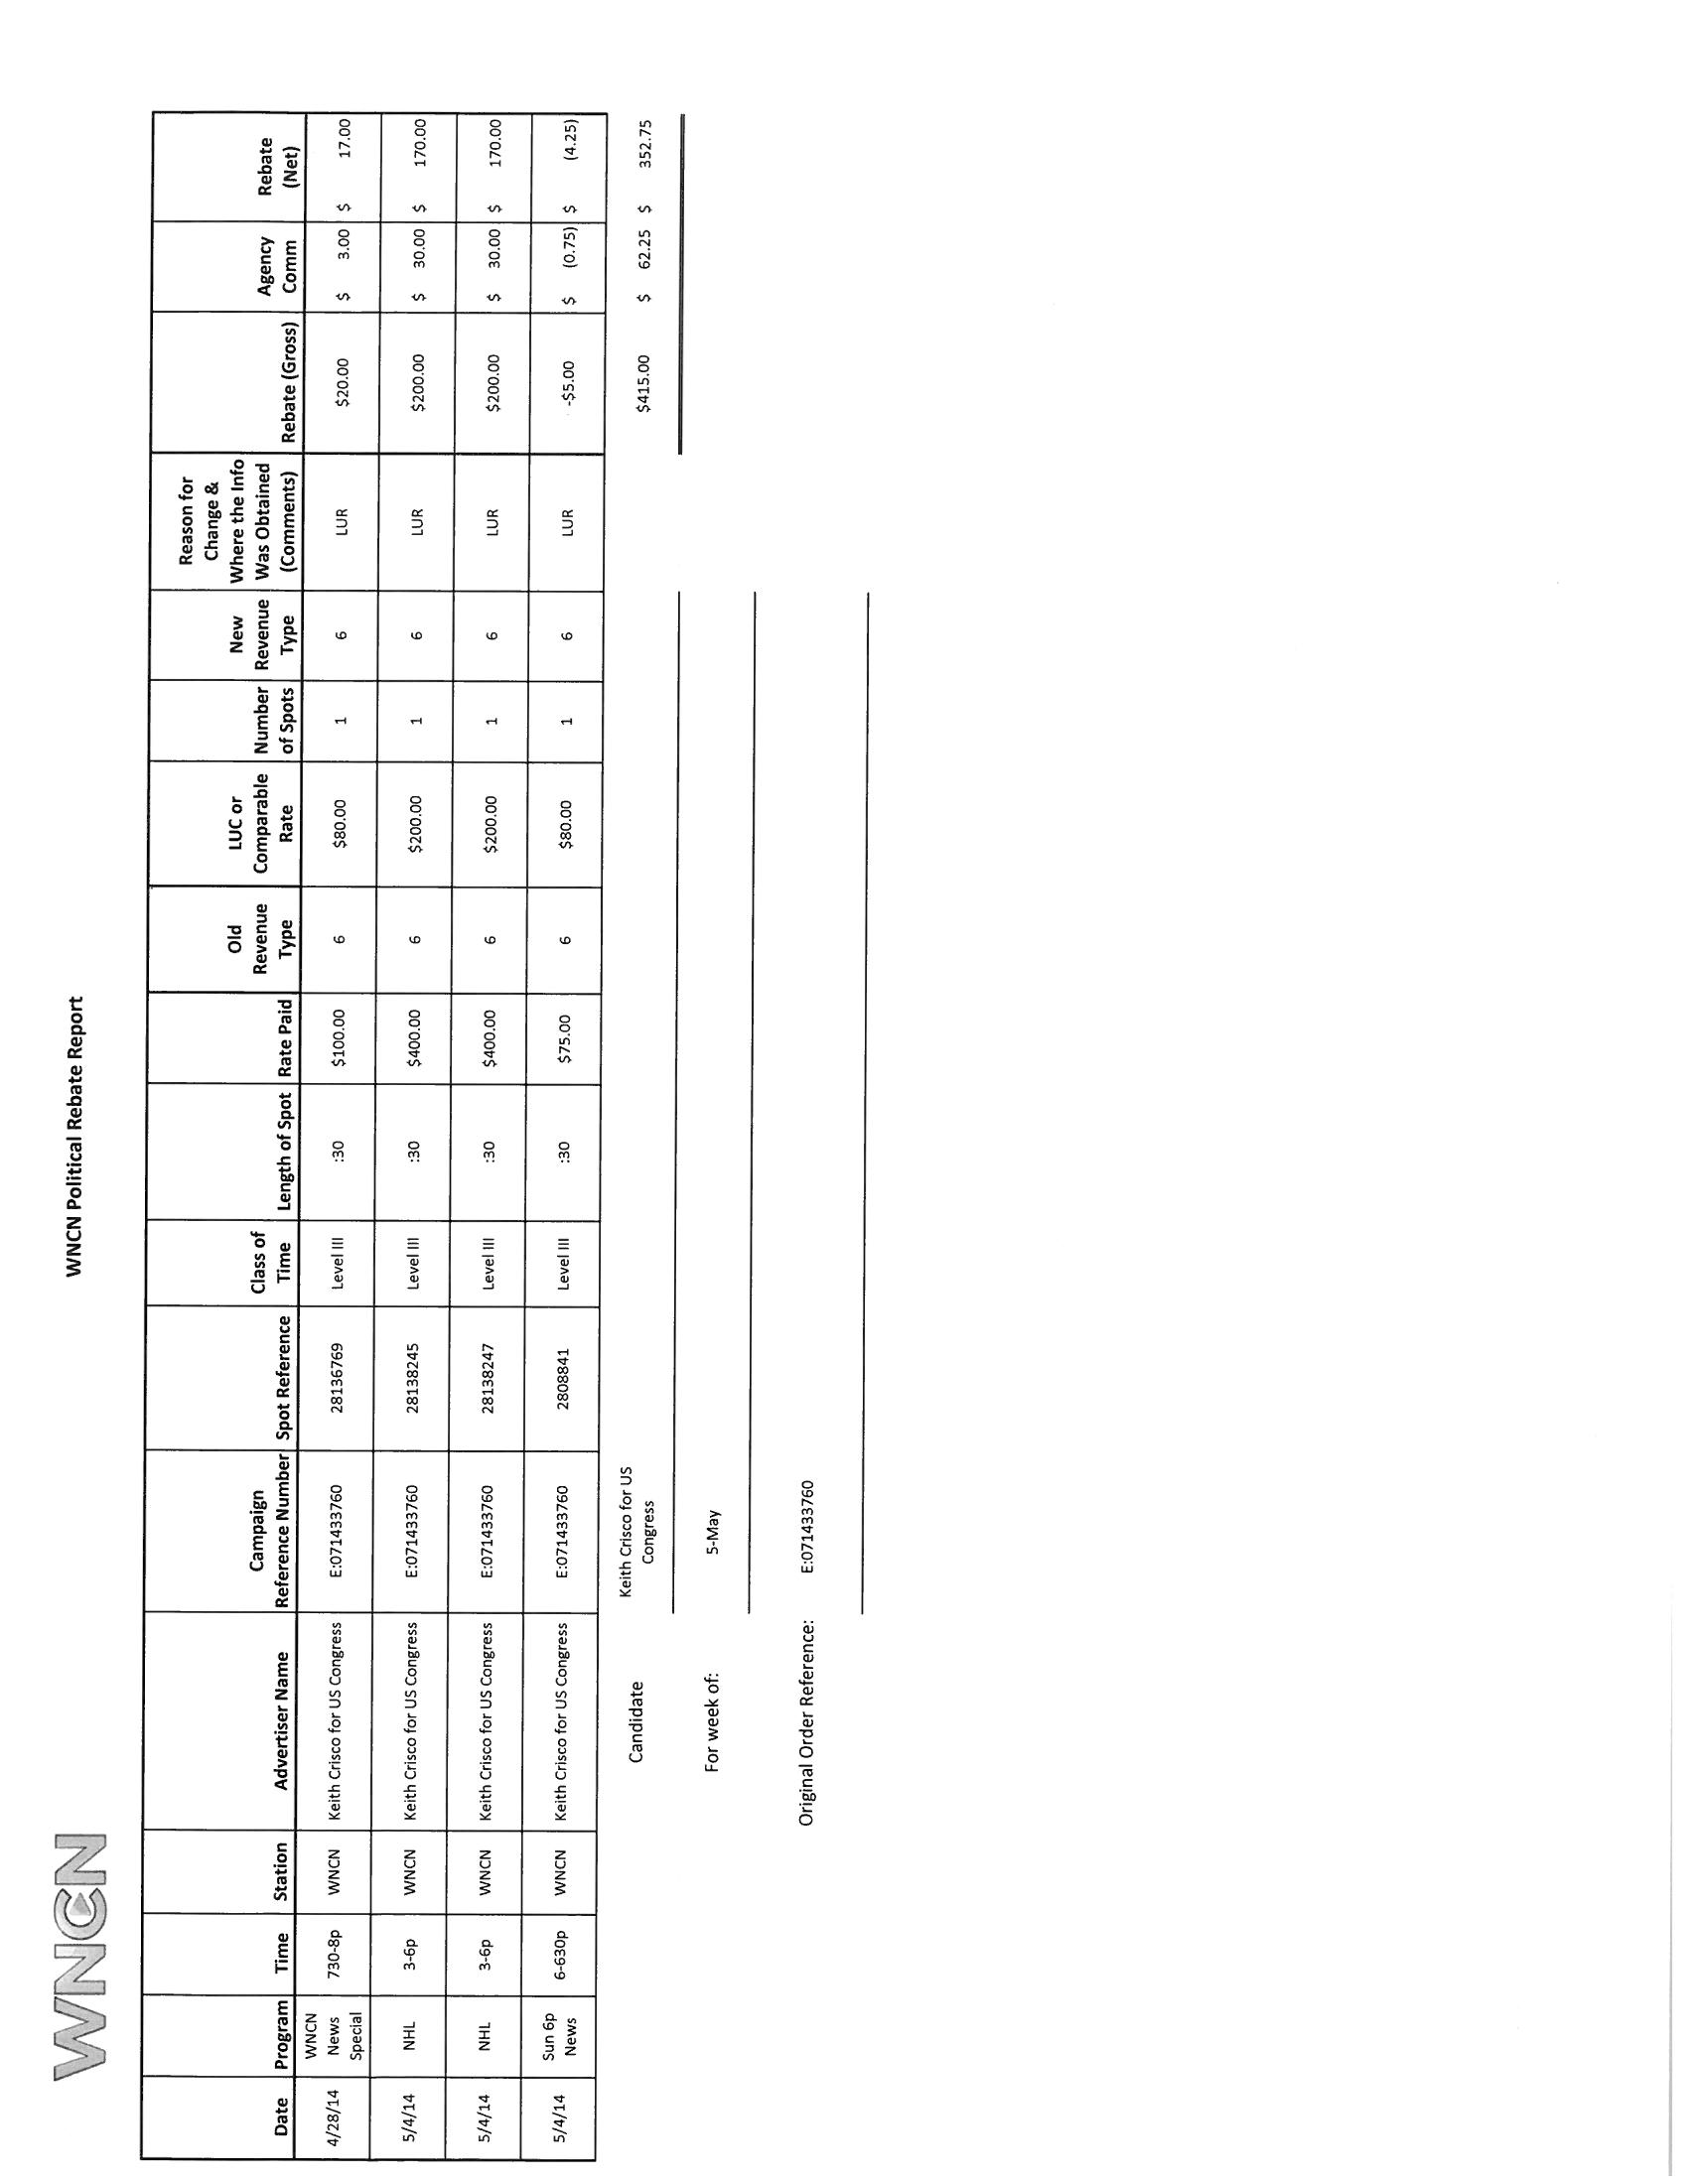 WNCN
WNCN Political Rebate Report
Date Program Time Station Advertiser Name Campaign Reference Number Spot Reference Class of Time Length of Spot Rate Paid Old Revenue Type LUC or Comparable Rate Number of Spots New Revenue Type Reason for Change & Where the Info Was Obtained (Comments) Rebate (Gross) Agency Comm Rebate (Net)
4/28/14 WNCN News Special 730-8p WNCN Keith Crisco for US Congress E:071433760 28136769 Level III :30 $100.00 6 $80.00 1 6 LUR $20.00 $ 3.00 $ 17.00
5/4/14 NHL 3-6p WNCN Keith Crisco for US Congress E:071433760 28138245 Level III :30 $400.00 6 $200.00 1 6 LUR $200.00 $ 30.00 $ 170.00
5/4/14 NHL 3-6p WNCN Keith Crisco for US Congress E:071433760 28138247 Level III :30 $400.00 6 $200.00 1 6 LUR $200.00 $ 30.00 $ 170.00
5/4/14 Sun 6p News 6-630p WNCN Keith Crisco for US Congress E:071433760 2808841 Level III :30 $75.00 6 $80.00 1 6 LUR -$5.00 $ (0.75) $ (4.25)
Candidate Keith Crisco for US Congress $415.00 $ 62.25 $ 352.75
For week of: 5-May
Original Order Reference: E:071433760